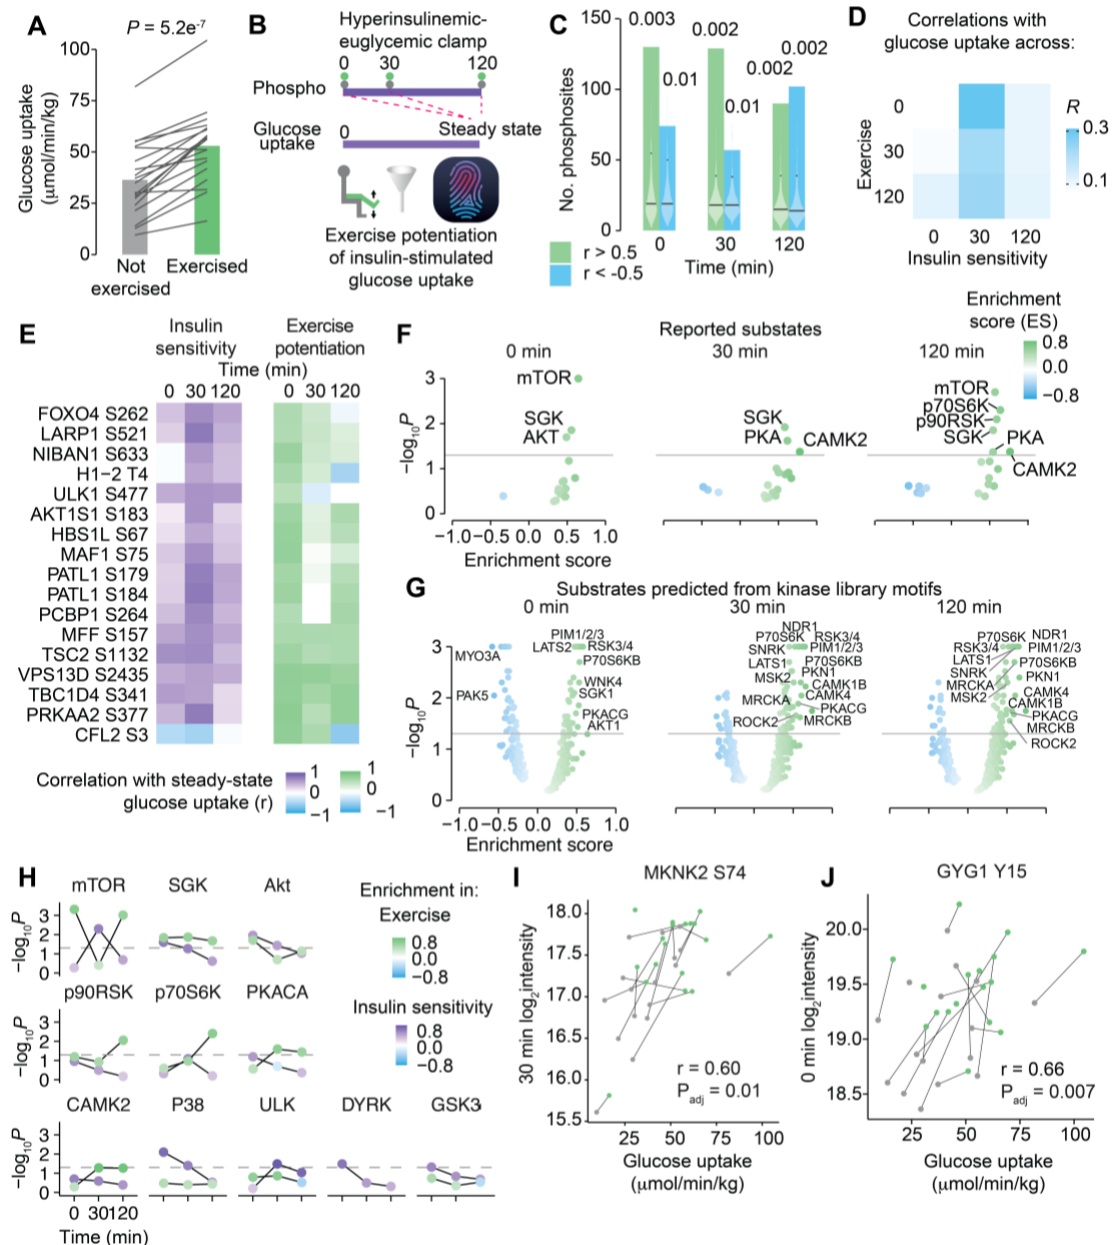 A
P = 5.2e-7
Glucose uptake
(μmol/min/kg)
100
75
50
25
0
Not
exercised
Exercised
B
Hyperinsulinemic-
euglycemic clamp
0 30 120
Phospho
Glucose
uptake
0
Steady state
Exercise potentiation
of insulin-stimulated
glucose uptake
C
No. phosphosites
150
100
50
0
0.003
0.01
0.002
0.01
0.002
0.002
0 30 120
Time (min)
r > 0.5
r < -0.5
D
Correlations with
glucose uptake across:
Exercise
0
30
120
0 30 120
Insulin sensitivity
R
0.3
0.1
E
Insulin
sensitivity
Exercise
potentiation
Time (min)
0 30 120 0 30 120
FOXO4 S262
LARP1 S521
NIBAN1 S633
H1−2 T4
ULK1 S477
AKT1S1 S183
HBS1L S67
MAF1 S75
PATL1 S179
PATL1 S184
PCBP1 S264
MFF S157
TSC2 S1132
VPS13D S2435
TBC1D4 S341
PRKAA2 S377
CFL2 S3
Correlation with steady-state
glucose uptake (r)
1
0
−1
1
0
−1
F
Reported substates
Enrichment
score (ES)
0.8
0.0
−0.8
0 min
30 min
120 min
−log10P
3
2
1
0
mTOR
SGK
AKT
SGK
PKA
CAMK2
mTOR
p70S6K
p90RSK
SGK
PKA
CAMK2
−1.0 −0.5 0.0 0.5 1.0
Enrichment score
G
Substrates predicted from kinase library motifs
0 min
30 min
120 min
−log10P
3
2
1
0
MYO3A
PAK5
PIM1/2/3
LATS2
RSK3/4
P70S6KB
WNK4
SGK1
PKACG
AKT1
NDR1
P70S6K
RSK3/4
SNRK
PIM1/2/3
LATS1
P70S6KB
MSK2
PKN1
CAMK1B
MRCKA
CAMK4
PKACG
ROCK2
MRCKB
P70S6K
NDR1
RSK3/4
PIM1/2/3
LATS1
P70S6KB
SNRK
PKN1
MRCKA
CAMK4
MSK2
CAMK1B
PKACG
MRCKB
ROCK2
−1.0 −0.5 0.0 0.5 1.0
Enrichment score
H
mTOR
SGK
Akt
−log10P
3
2
1
0
p90RSK
p70S6K
PKACA
−log10P
3
2
1
0
CAMK2
P38
ULK
DYRK
GSK3
−log10P
3
2
1
0
0 30120
Time (min)
Enrichment in:
Exercise
0.8
0.0
−0.8
Insulin sensitivity
0.8
0.0
−0.8
I
MKNK2 S74
30 min log2intensity
18.0
17.5
17.0
16.5
16.0
15.5
r = 0.60
Padj = 0.01
25 50 75 100
Glucose uptake
(μmol/min/kg)
J
GYG1 Y15
0 min log2intensity
20.0
19.5
19.0
18.5
r = 0.66
Padj = 0.007
25 50 75 100
Glucose uptake
(μmol/min/kg)